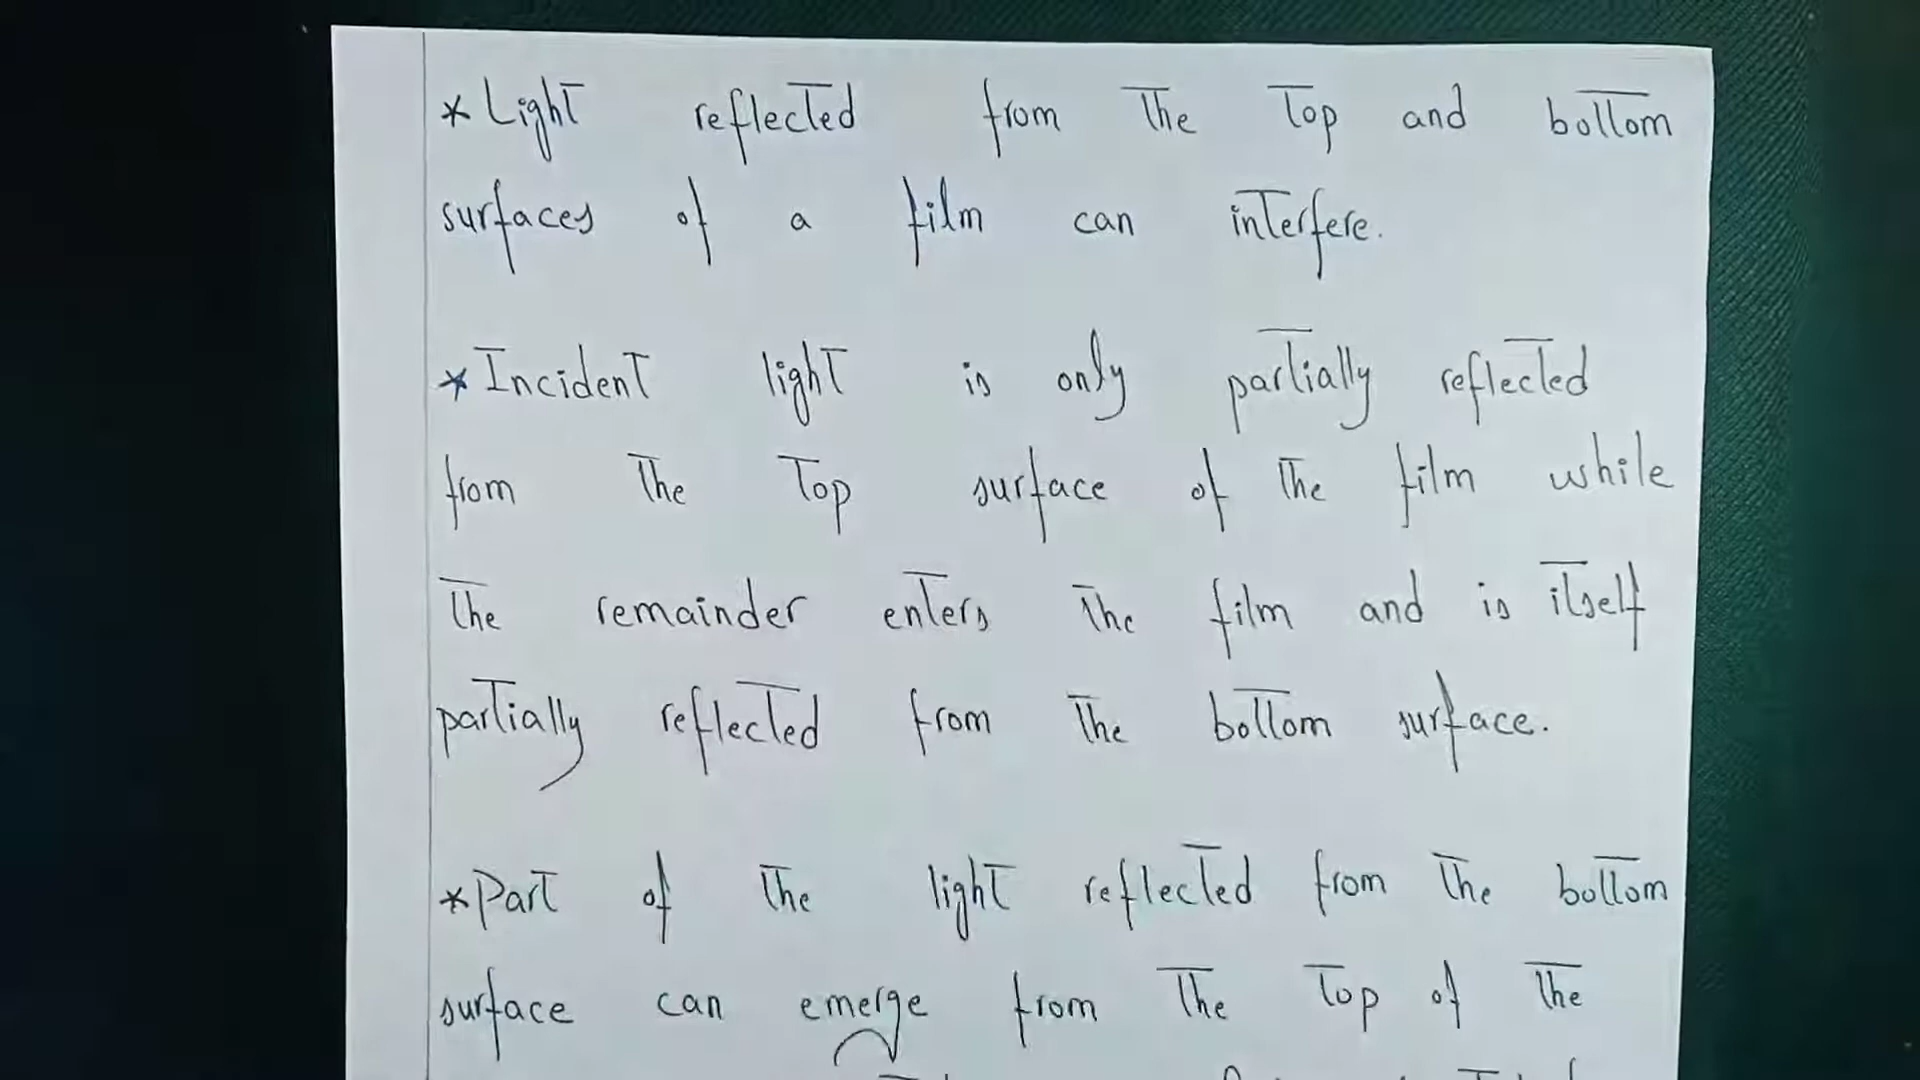 * Light reflected from the top and bottom
surfaces of a film can interfere.
* Incident light is only partially reflected
from the top surface of the film while
the remainder enters the film and is itself
partially reflected from the bottom surface.
* Part of the light reflected from the bottom
surface can emerge from the top of the